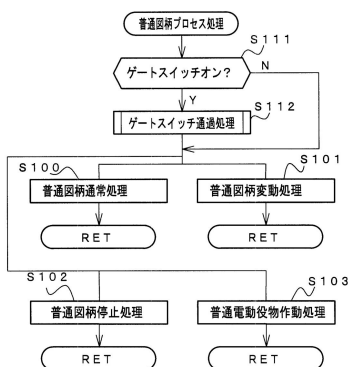 普通図柄プロセス処理
S111
ゲートスイッチオン?
N
Y
S112
ゲートスイッチ通過処理
S100
S101
普通図柄通常処理
普通図柄変動処理
RET
RET
S102
S103
普通図柄停止処理
普通電動役物作動処理
RET
RET